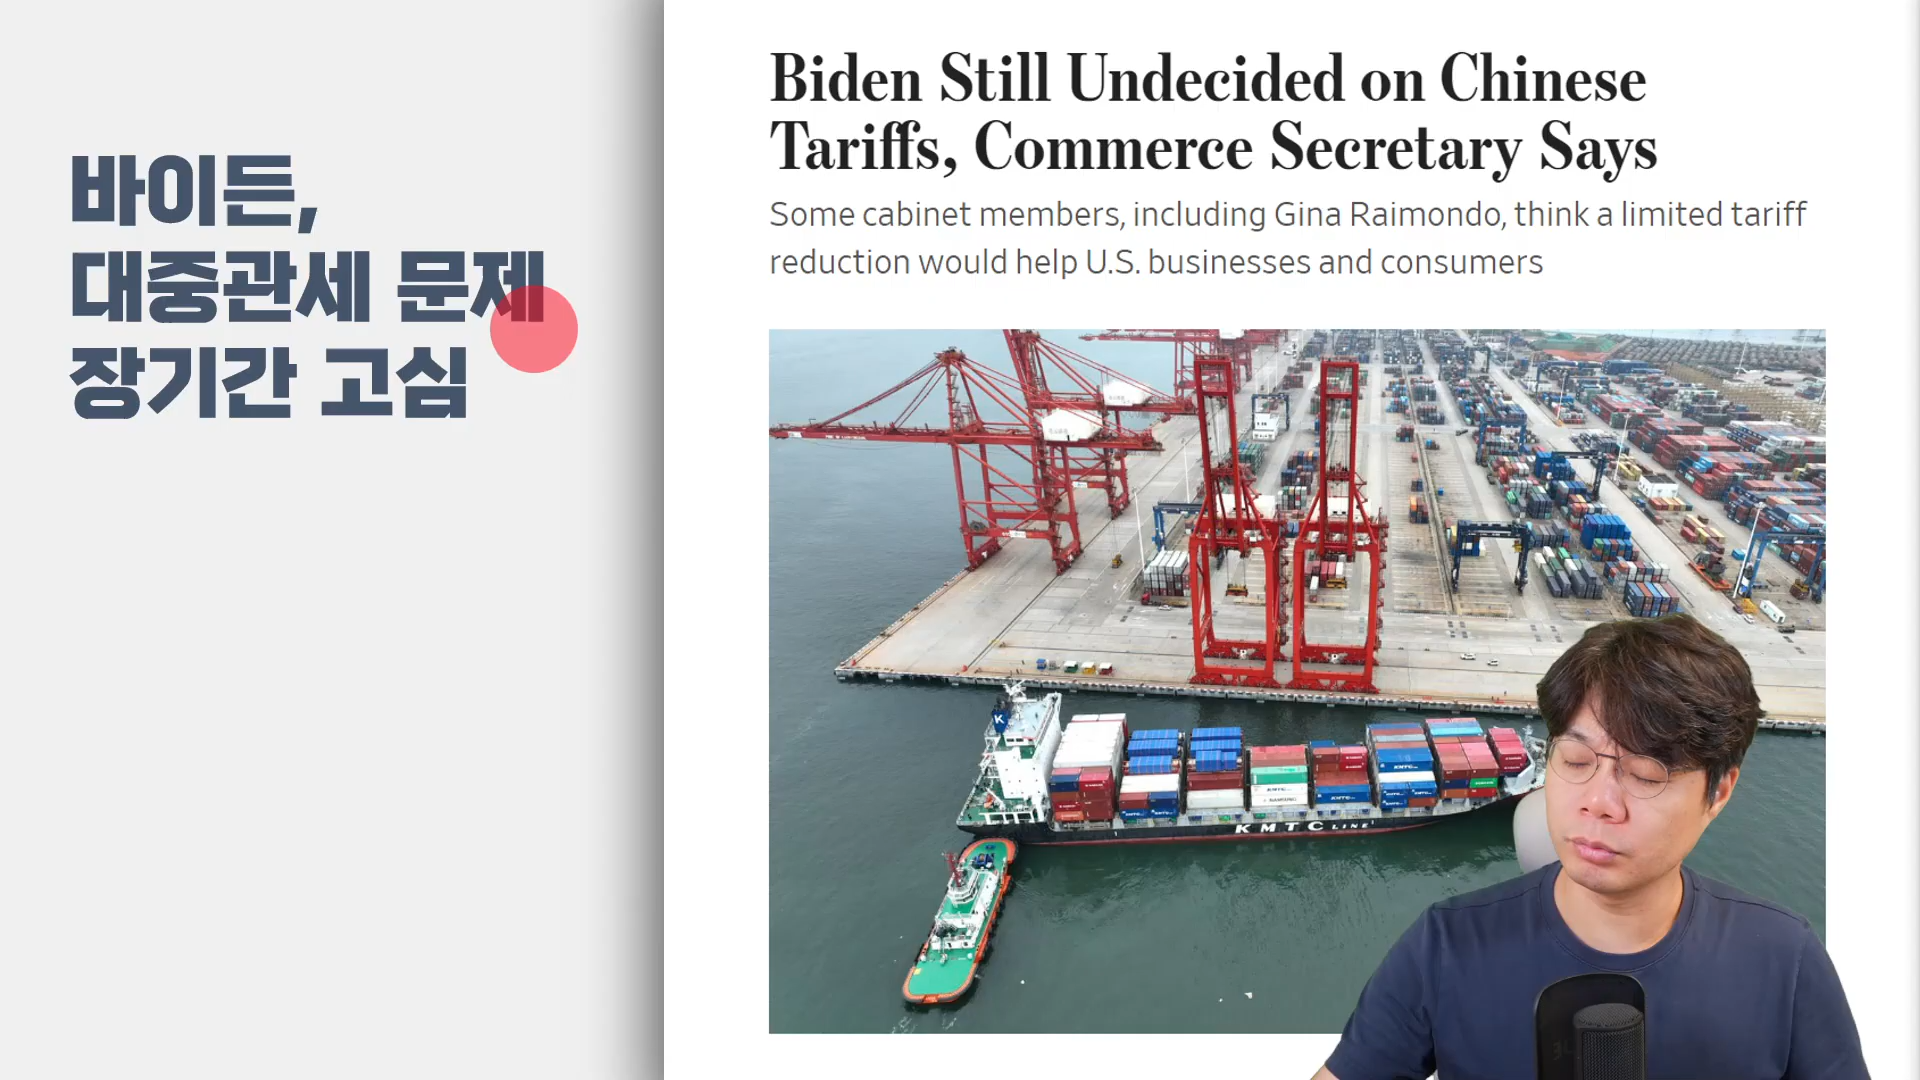 바이든,
대중관세 문제
장기간 고심
Biden Still Undecided on Chinese
Tariffs, Commerce Secretary Says
Some cabinet members, including Gina Raimondo, think a limited tariff
reduction would help U.S. businesses and consumers
K
KMTC LINE